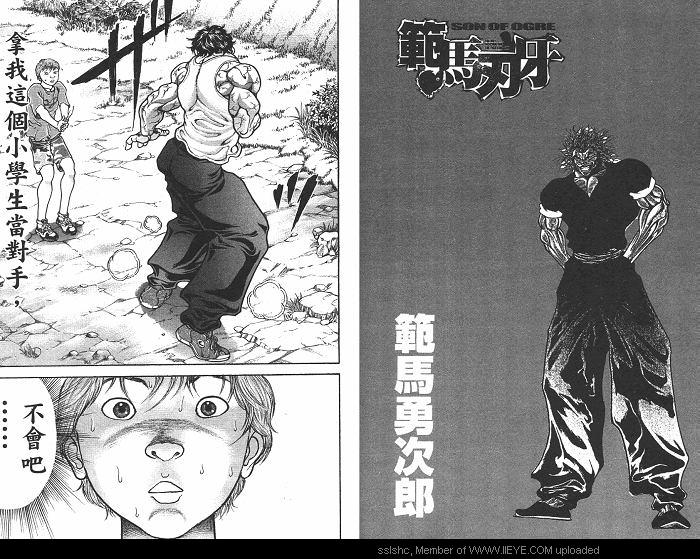 SON OF OGRE
範馬刃牙
範馬勇次郎
拿我這個小學生當對手，
不會吧
……
sslshc, Member of WWW.IIEYE.COM uploaded